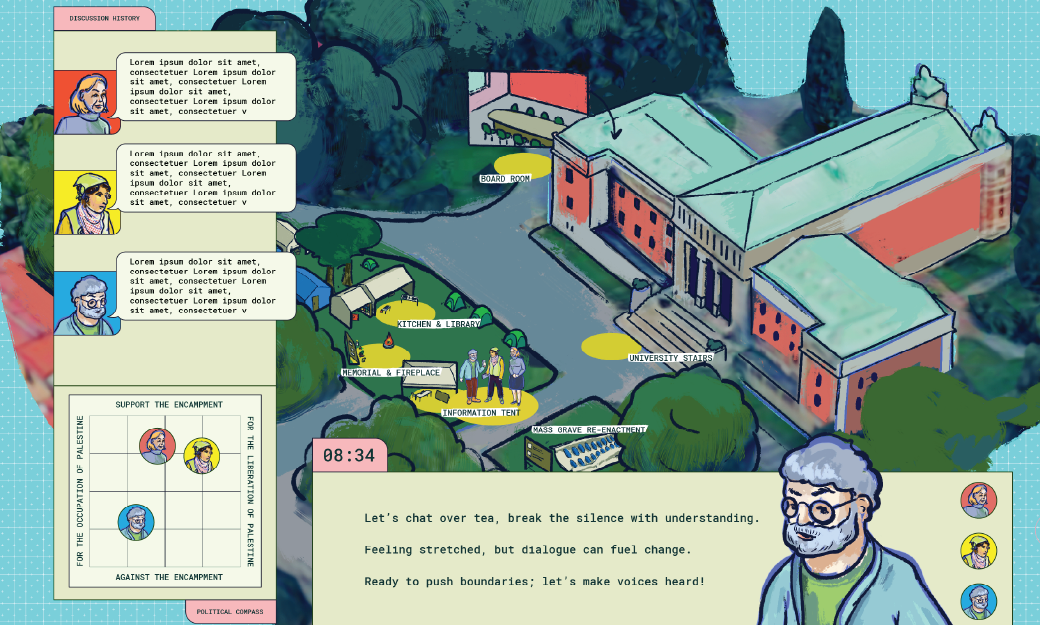 DISCUSSION HISTORY
Lorem ipsum dolor sit amet,
consectetuer Lorem ipsum dolor
sit amet, consectetuer Lorem
ipsum dolor sit amet,
consectetuer Lorem ipsum dolor
sit amet, consectetuer v
Lorem ipsum dolor sit amet,
consectetuer Lorem ipsum dolor
sit amet, consectetuer Lorem
ipsum dolor sit amet,
consectetuer Lorem ipsum dolor
sit amet, consectetuer v
Lorem ipsum dolor sit amet,
consectetuer Lorem ipsum dolor
sit amet, consectetuer Lorem
ipsum dolor sit amet,
consectetuer Lorem ipsum dolor
sit amet, consectetuer v
SUPPORT THE ENCAMPMENT
FOR THE OCCUPATION OF PALESTINE
FOR THE LIBERATION OF PALESTINE
AGAINST THE ENCAMPMENT
POLITICAL COMPASS
BOARD ROOM
KITCHEN & LIBRARY
UNIVERSITY STAIRS
MEMORIAL & FIREPLACE
INFORMATION TENT
MASS GRAVE RE-ENACTMENT
08:34
Let's chat over tea, break the silence with understanding.
Feeling stretched, but dialogue can fuel change.
Ready to push boundaries; let's make voices heard!